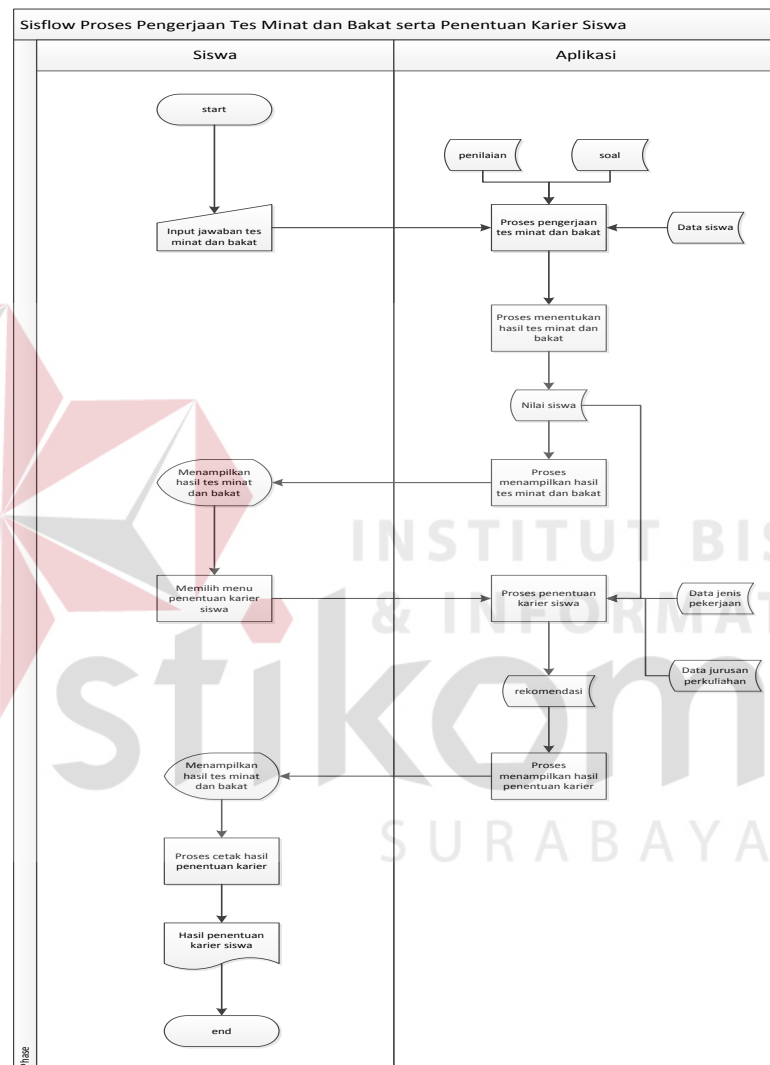 Sisflow Proses Pengerjaan Tes Minat dan Bakat serta Penentuan Karier Siswa
Siswa
Aplikasi
start
penilaian
soal
Input jawaban tes
minat dan bakat
Proses pengerjaan
tes minat dan bakat
Data siswa
Proses menentukan
hasil tes minat dan
bakat
Nilai siswa
Menampilkan
hasil tes minat
dan bakat
Proses
menampilkan hasil
tes minat dan bakat
INSTITUT BIS
Memilih menu
penentuan karier
siswa
Proses penentuan
karier siswa
Data jenis
pekerjaan
& INFORMAT
stikom
Data jurusan
perkuliahan
rekomendasi
Menampilkan
hasil tes minat
dan bakat
Proses
menampilkan hasil
penentuan karier
SURABAYA
Proses cetak hasil
penentuan karier
Hasil penentuan
karier siswa
end
Phase